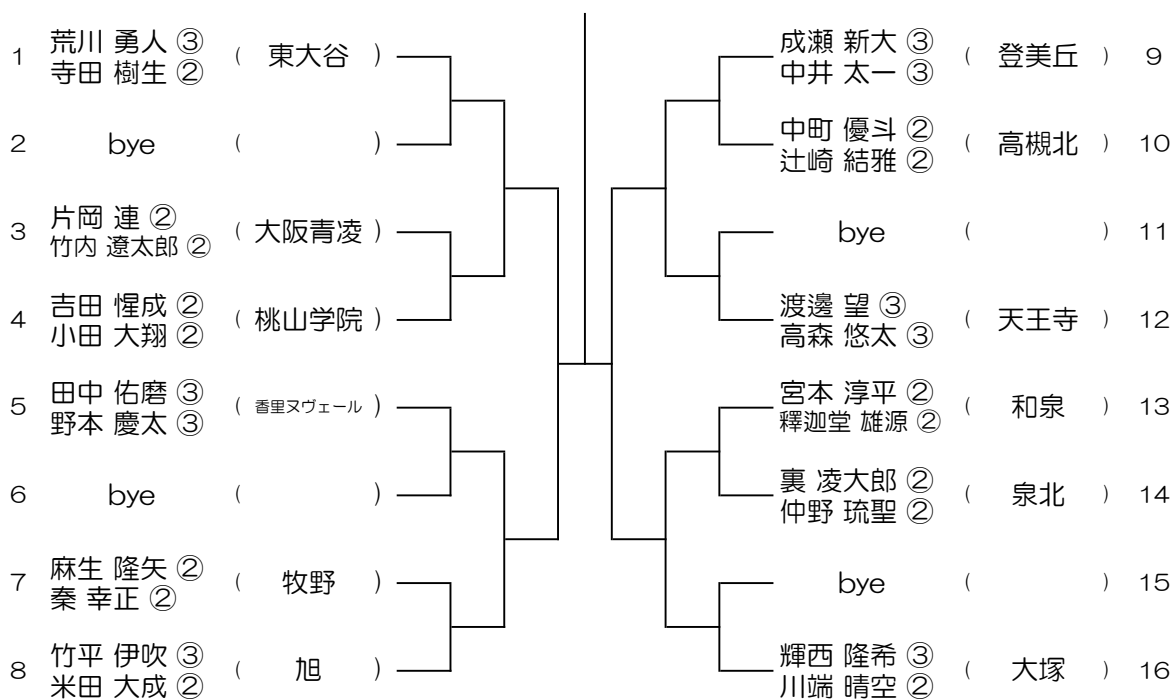 1 荒川 勇人 ③ ( 東大谷 )
寺田 樹生 ②
2 bye ( )
3 片岡 連 ② ( 大阪青凌 )
竹内 遼太郎 ②
4 吉田 惺成 ② ( 桃山学院 )
小田 大翔 ②
5 田中 佑磨 ③ ( 香里ヌヴェール )
野本 慶太 ③
6 bye ( )
7 麻生 隆矢 ② ( 牧野 )
秦 幸正 ②
8 竹平 伊吹 ③ ( 旭 )
米田 大成 ②
成瀬 新大 ③ ( 登美丘 ) 9
中井 太一 ③
中町 優斗 ② ( 高槻北 ) 10
辻崎 結雅 ②
bye ( ) 11
渡邊 望 ③ ( 天王寺 ) 12
高森 悠太 ③
宮本 淳平 ② ( 和泉 ) 13
釋迦堂 雄源 ②
裏 凌大郎 ② ( 泉北 ) 14
仲野 琉聖 ②
bye ( ) 15
輝西 隆希 ③ ( 大塚 ) 16
川端 晴空 ②